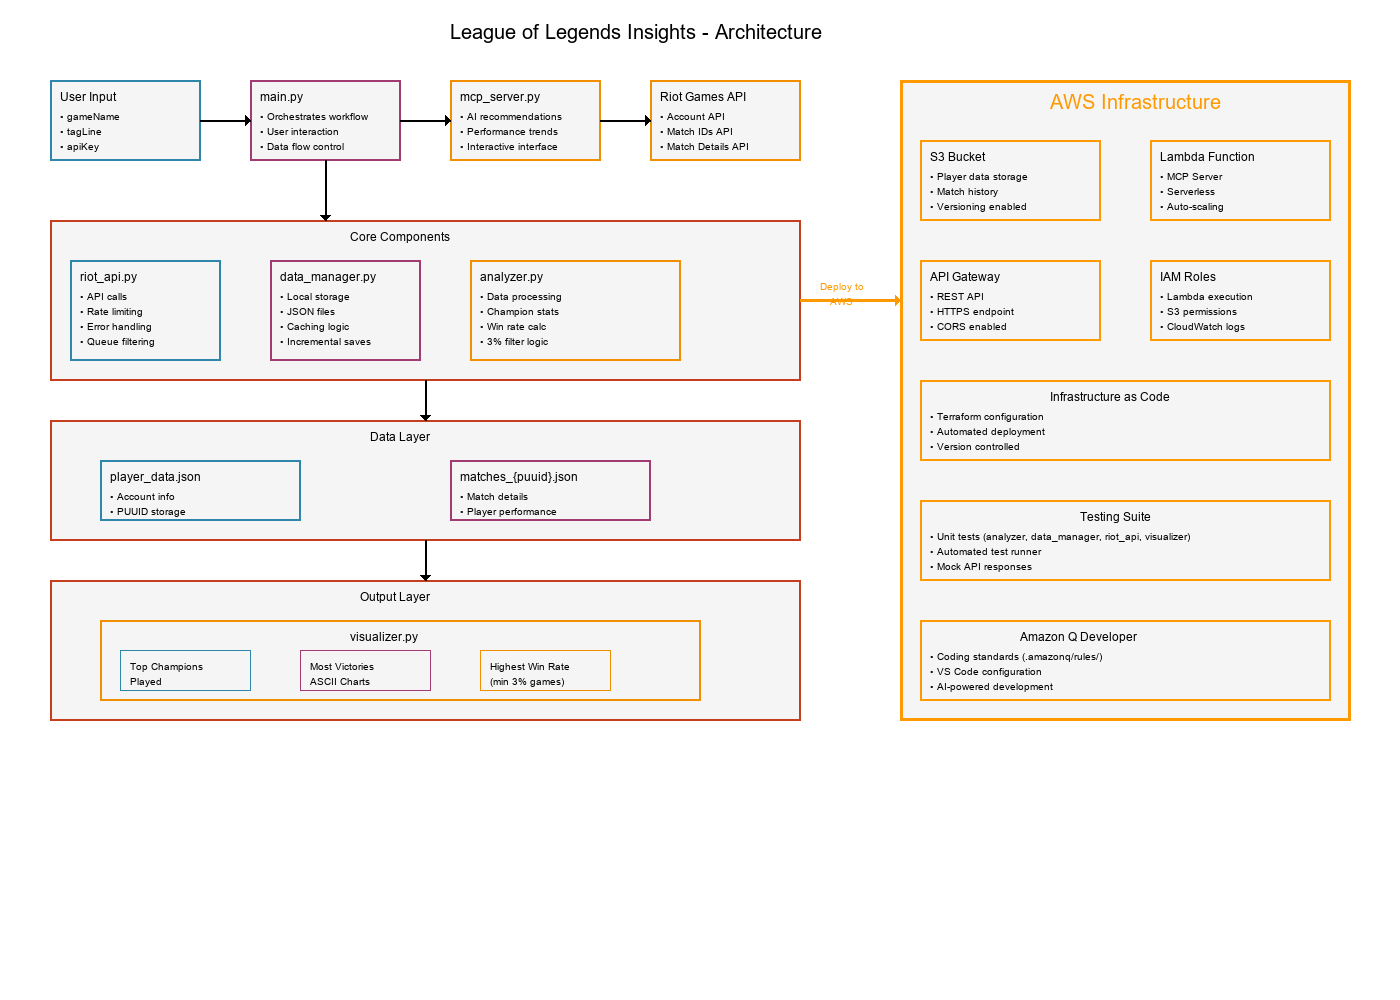 League of Legends Insights - Architecture
User Input
• gameName
• tagLine
• apiKey
main.py
• Orchestrates workflow
• User interaction
• Data flow control
mcp_server.py
• AI recommendations
• Performance trends
• Interactive interface
Riot Games API
• Account API
• Match IDs API
• Match Details API
Core Components
riot_api.py
• API calls
• Rate limiting
• Error handling
• Queue filtering
data_manager.py
• Local storage
• JSON files
• Caching logic
• Incremental saves
analyzer.py
• Data processing
• Champion stats
• Win rate calc
• 3% filter logic
Data Layer
player_data.json
• Account info
• PUUID storage
matches_{puuid}.json
• Match details
• Player performance
Output Layer
visualizer.py
Top Champions
Played
Most Victories
ASCII Charts
Highest Win Rate
(min 3% games)
Deploy to
AWS
AWS Infrastructure
S3 Bucket
• Player data storage
• Match history
• Versioning enabled
Lambda Function
• MCP Server
• Serverless
• Auto-scaling
API Gateway
• REST API
• HTTPS endpoint
• CORS enabled
IAM Roles
• Lambda execution
• S3 permissions
• CloudWatch logs
Infrastructure as Code
• Terraform configuration
• Automated deployment
• Version controlled
Testing Suite
• Unit tests (analyzer, data_manager, riot_api, visualizer)
• Automated test runner
• Mock API responses
Amazon Q Developer
• Coding standards (.amazonq/rules/)
• VS Code configuration
• AI-powered development